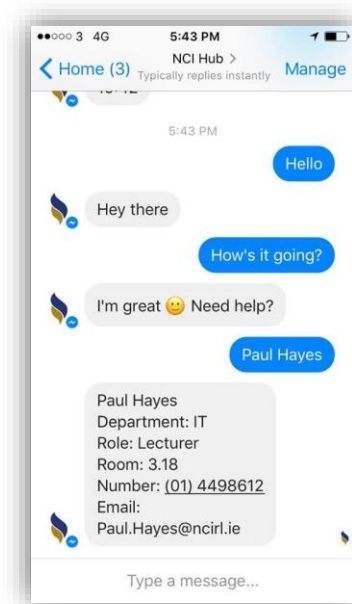 3 4G 5:43 PM
Home (3) NCI Hub > Manage
Typically replies instantly
5:43 PM
Hello
Hey there
How's it going?
I'm great 🙂 Need help?
Paul Hayes
Paul Hayes
Department: IT
Role: Lecturer
Room: 3.18
Number: (01) 4498612
Email:
Paul.Hayes@ncirl.ie
Type a message...